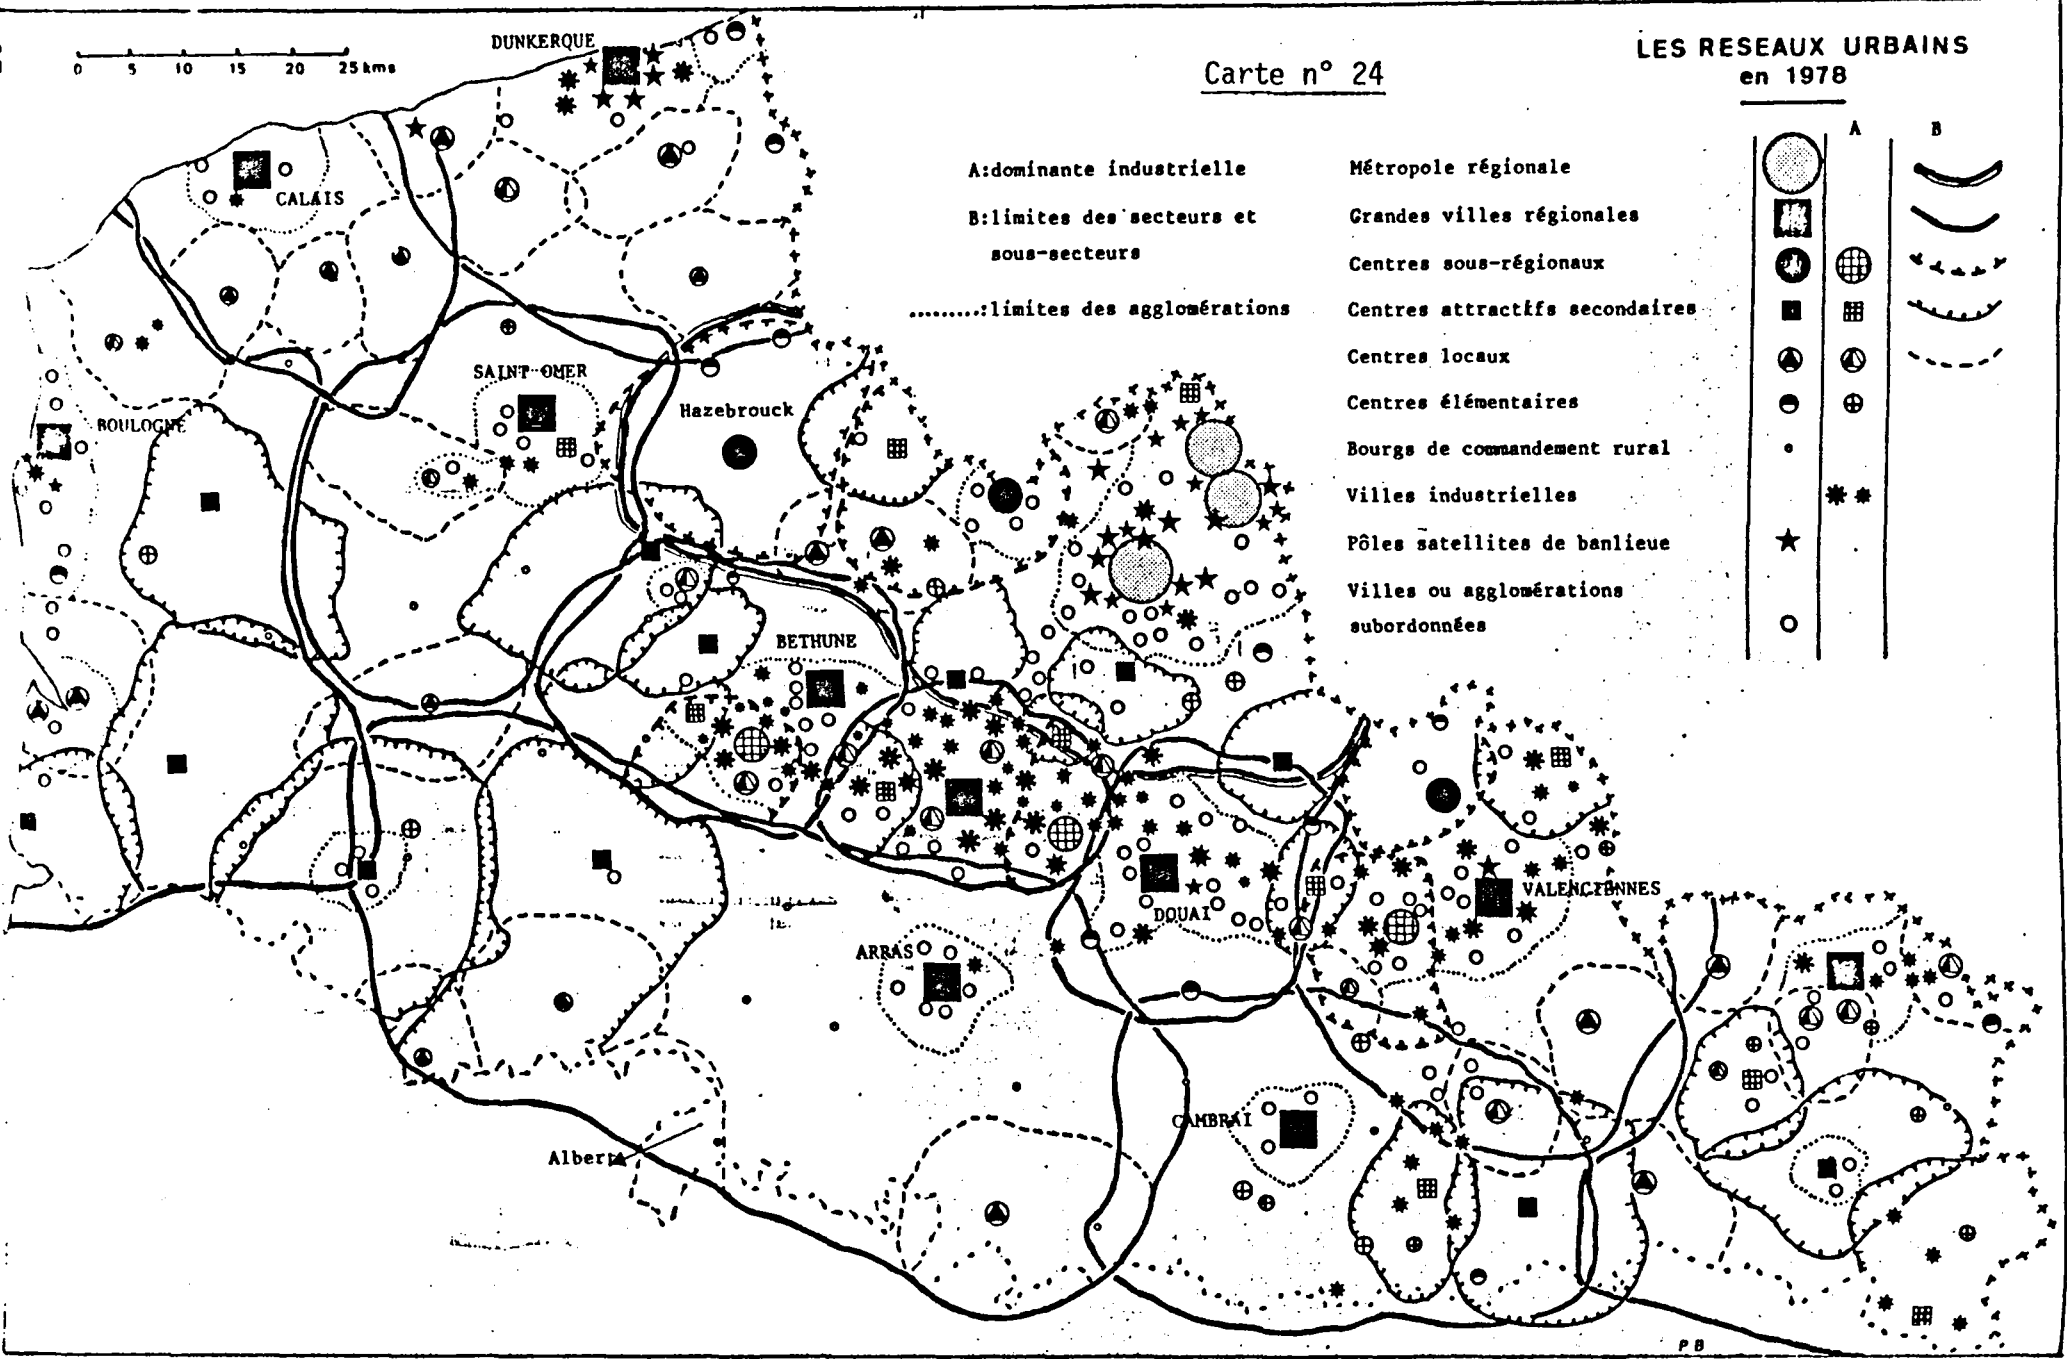 DUNKERQUE
0 5 10 15 20 25 kms
Carte n° 24
LES RESEAUX URBAINS
en 1978
A B
A:dominante industrielle
B:limites des secteurs et
sous-secteurs
.........:limites des agglomérations
Métropole régionale
Grandes villes régionales
Centres sous-régionaux
Centres attractifs secondaires
Centres locaux
Centres élémentaires
Bourgs de commandement rural
Villes industrielles
Pôles satellites de banlieue
Villes ou agglomérations
subordonnées
CALAIS
SAINT OMER
Hazebrouck
BOULOGNE
BETHUNE
VALENCIENNES
DOUAI
ARRAS
CAMBRAI
Albert
PB